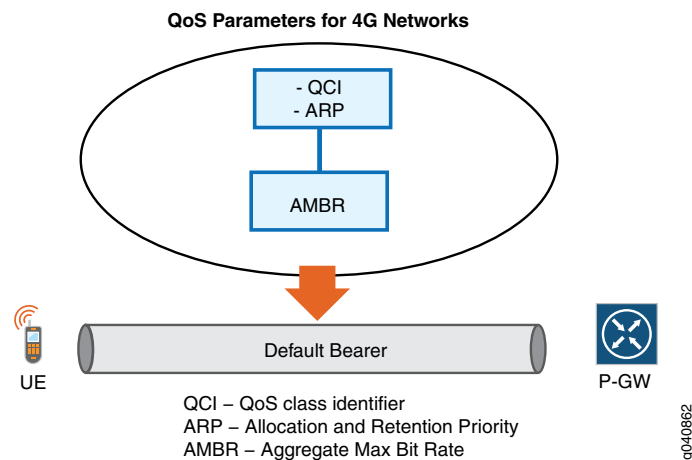 QoS Parameters for 4G Networks
- QCI
- ARP
AMBR
Default Bearer
UE
P-GW
QCI – QoS class identifier
ARP – Allocation and Retention Priority
AMBR – Aggregate Max Bit Rate
g040862